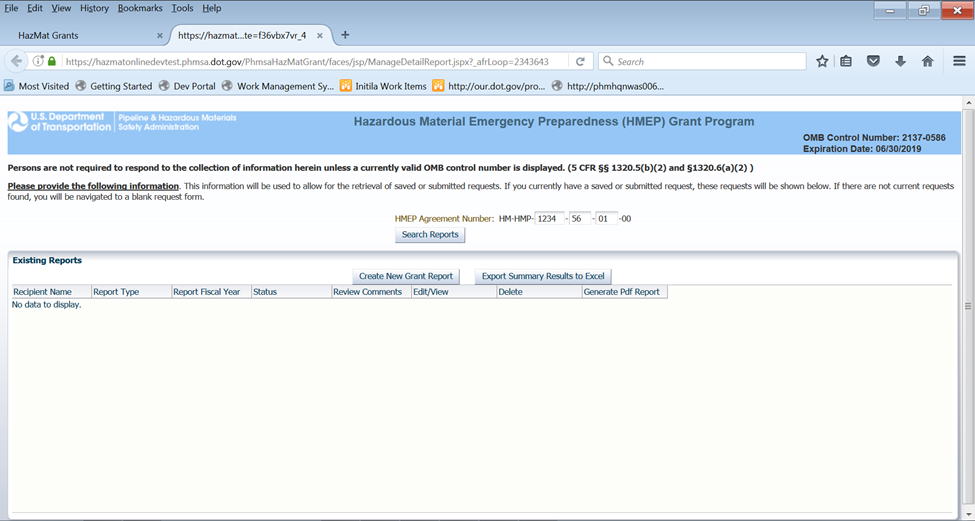 File Edit View History Bookmarks Tools Help
HazMat Grants × https://hazmat...te=f36vbx7vr_4 × +
https://hazmatonlinedevtest.phmsa.dot.gov/PhmsaHazMatGrant/faces/jsp/ManageDetailReport.jspx?_afrLoop=2343643 Search
Most Visited Getting Started Dev Portal Work Management Sy... Initila Work Items http://our.dot.gov/pro... http://phmhqnwas006...
U.S. Department of Transportation
Pipeline & Hazardous Materials Safety Administration
Hazardous Material Emergency Preparedness (HMEP) Grant Program
OMB Control Number: 2137-0586
Expiration Date: 06/30/2019
Persons are not required to respond to the collection of information herein unless a currently valid OMB control number is displayed. (5 CFR §§ 1320.5(b)(2) and §1320.6(a)(2) )
Please provide the following information. This information will be used to allow for the retrieval of saved or submitted requests. If you currently have a saved or submitted request, these requests will be shown below. If there are not current requests
found, you will be navigated to a blank request form.
HMEP Agreement Number: HM-HMP- 1234 - 56 - 01 -00
Search Reports
Existing Reports
Create New Grant Report Export Summary Results to Excel
Recipient Name Report Type Report Fiscal Year Status Review Comments Edit/View Delete Generate Pdf Report
No data to display.